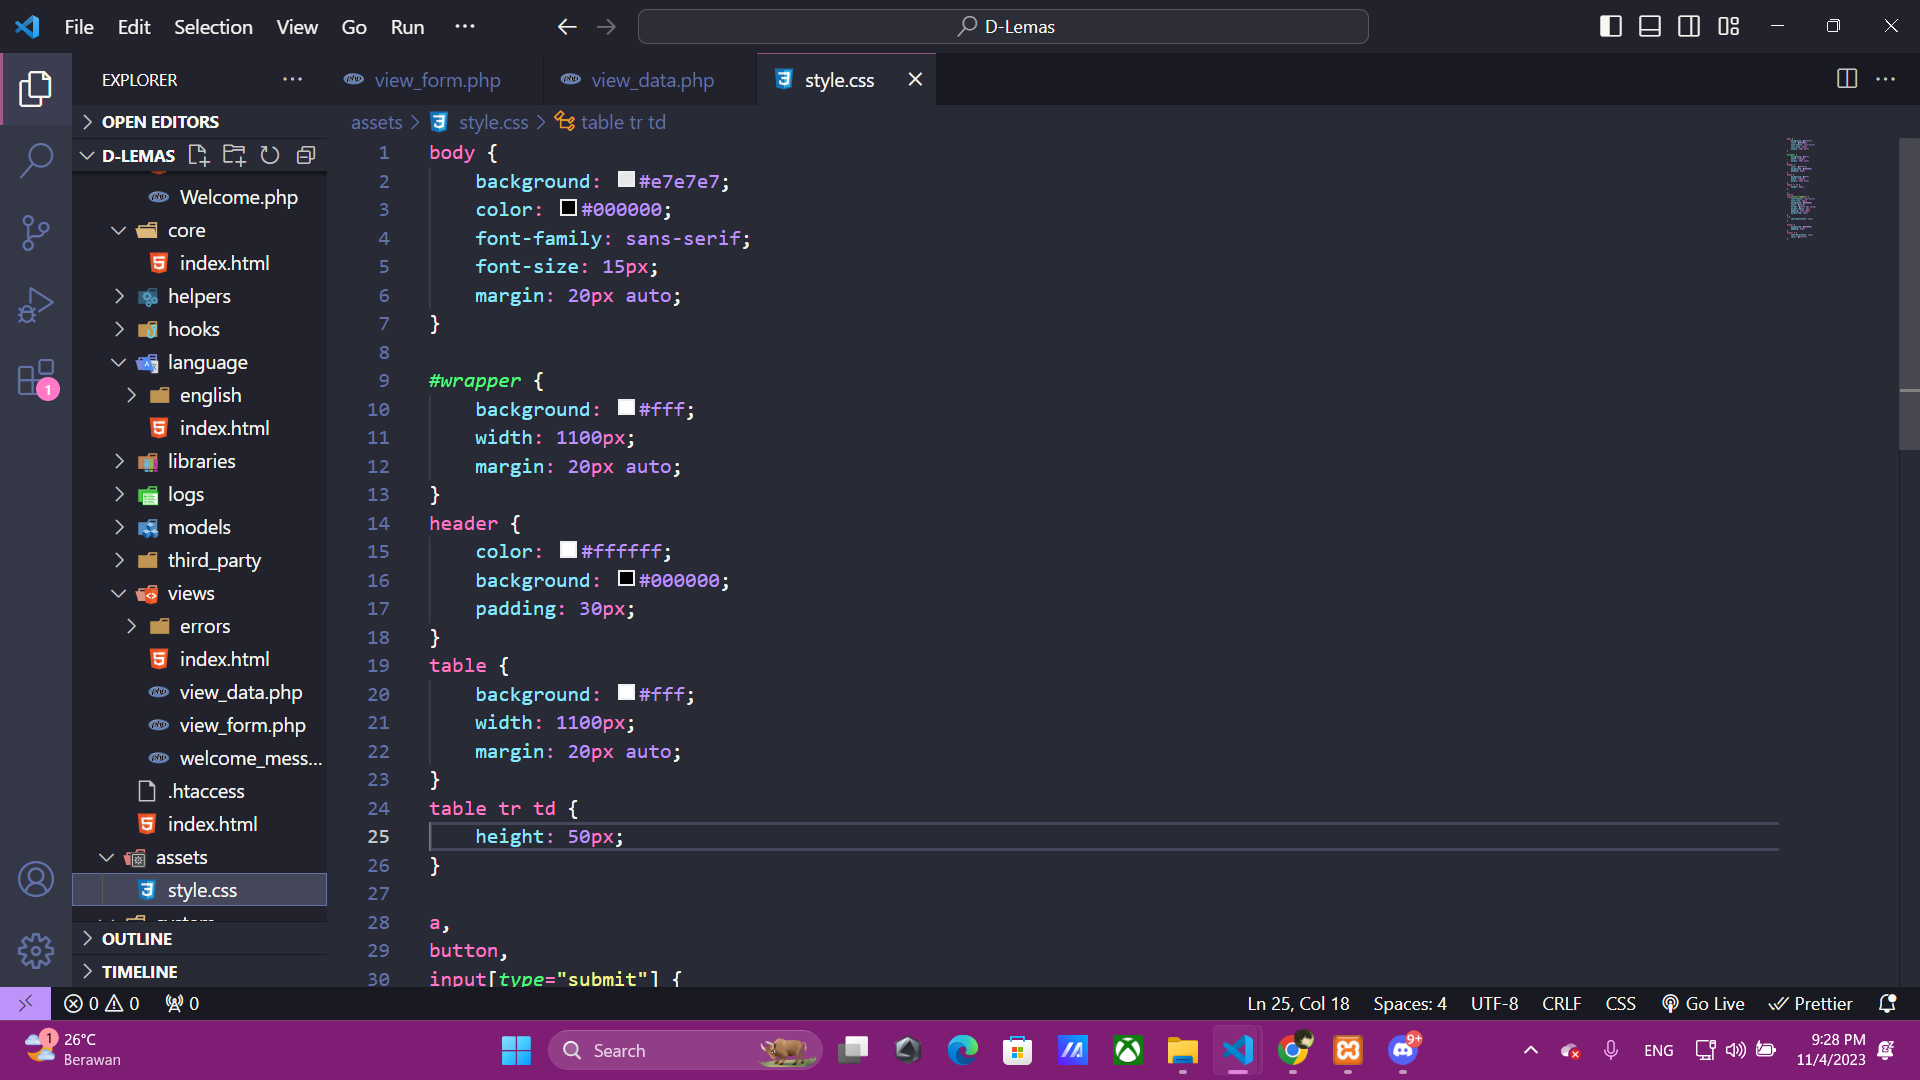 File Edit Selection View Go Run ··· D-Lemas
EXPLORER ··· view_form.php view_data.php style.css
OPEN EDITORS
D-LEMAS
Welcome.php
core
index.html
helpers
hooks
language
english
index.html
libraries
logs
models
third_party
views
errors
index.html
view_data.php
view_form.php
welcome_mess...
.htaccess
index.html
assets
style.css
OUTLINE
TIMELINE
assets > style.css > table tr td
1 body {
2 background: #e7e7e7;
3 color: #000000;
4 font-family: sans-serif;
5 font-size: 15px;
6 margin: 20px auto;
7 }
8
9 #wrapper {
10 background: #fff;
11 width: 1100px;
12 margin: 20px auto;
13 }
14 header {
15 color: #ffffff;
16 background: #000000;
17 padding: 30px;
18 }
19 table {
20 background: #fff;
21 width: 1100px;
22 margin: 20px auto;
23 }
24 table tr td {
25 height: 50px;
26 }
27
28 a,
29 button,
30 input[type="submit"] {
1
0 0 0 Ln 25, Col 18 Spaces: 4 UTF-8 CRLF CSS Go Live Prettier
1 26°C
Berawan
Search
9+
ENG
9:28 PM
11/4/2023